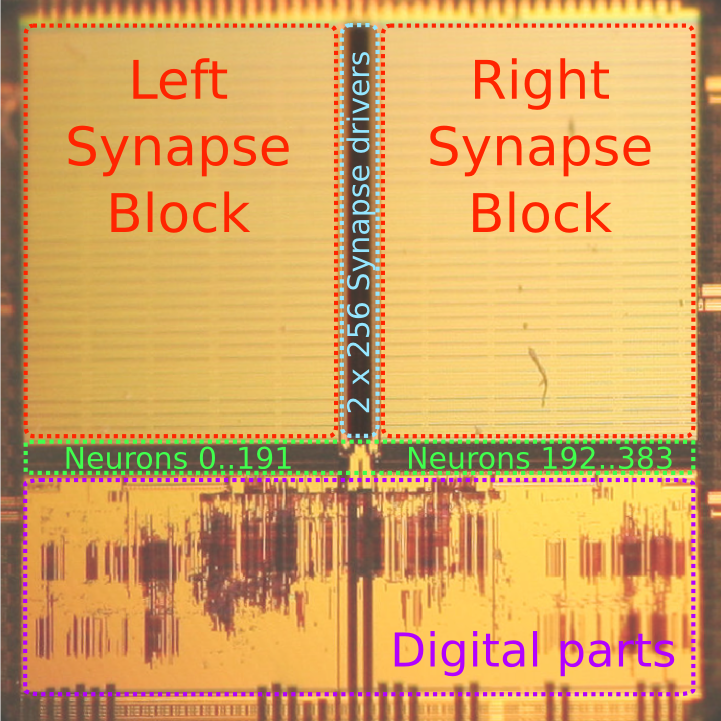 Left
Synapse
Block
2 x 256 Synapse drivers
Right
Synapse
Block
Neurons 0..191
Neurons 192..383
Digital parts